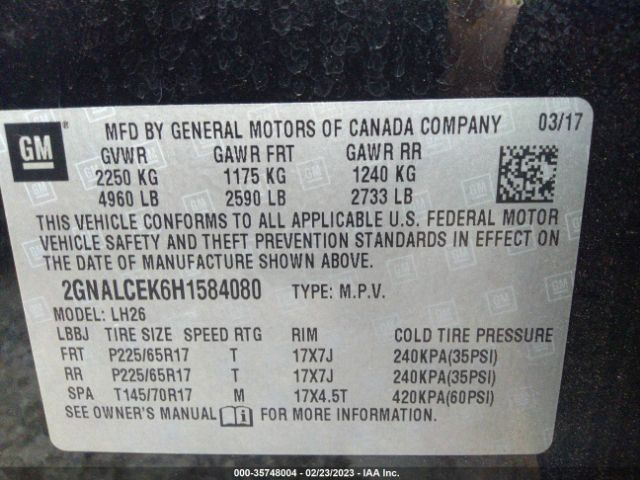 GM ® MFD BY GENERAL MOTORS OF CANADA COMPANY 03/17
GVWR GAWR FRT GAWR RR
2250 KG 1175 KG 1240 KG
4960 LB 2590 LB 2733 LB
THIS VEHICLE CONFORMS TO ALL APPLICABLE U.S. FEDERAL MOTOR
VEHICLE SAFETY AND THEFT PREVENTION STANDARDS IN EFFECT ON
THE DATE OF MANUFACTURE SHOWN ABOVE.
2GNALCEK6H1584080 TYPE: M.P.V.
MODEL: LH26
LBBJ TIRE SIZE SPEED RTG RIM COLD TIRE PRESSURE
FRT P225/65R17 T 17X7J 240KPA(35PSI)
RR P225/65R17 T 17X7J 240KPA(35PSI)
SPA T145/70R17 M 17X4.5T 420KPA(60PSI)
SEE OWNER'S MANUAL FOR MORE INFORMATION.
000-35748004 - 02/23/2023 - IAA Inc.